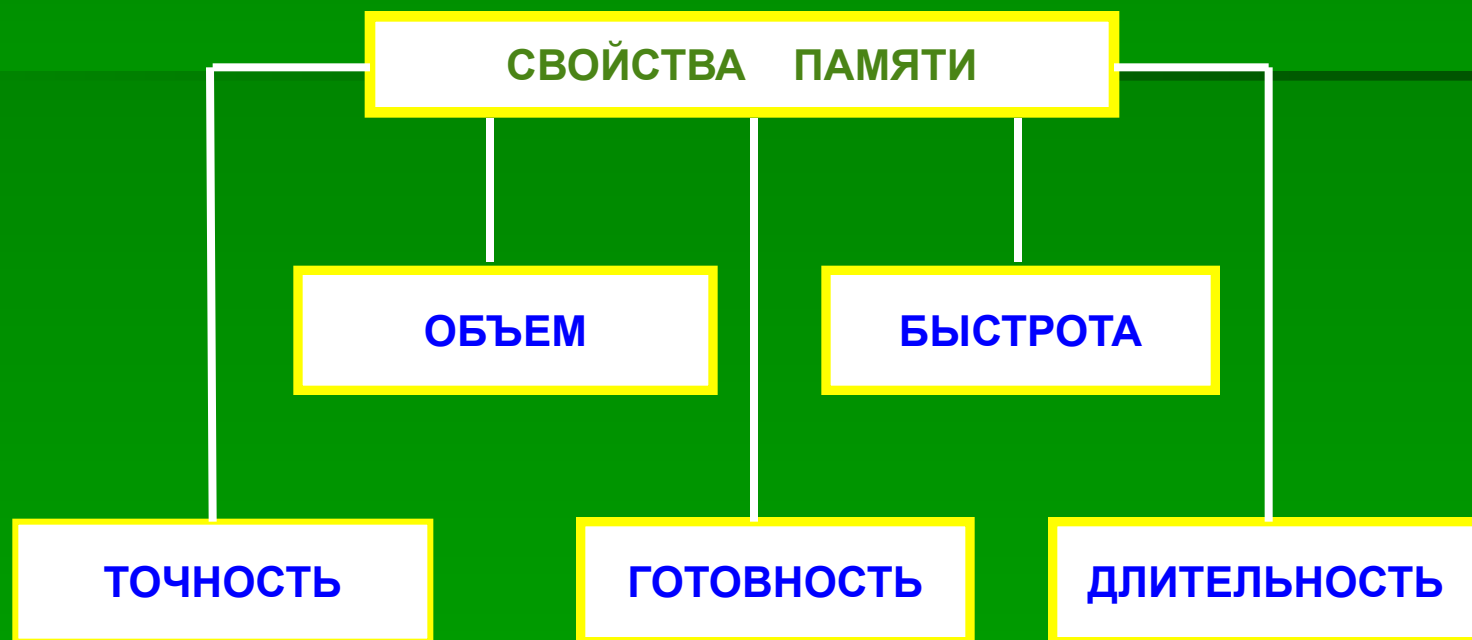 СВОЙСТВА ПАМЯТИ
ОБЪЕМ
БЫСТРОТА
ТОЧНОСТЬ
ГОТОВНОСТЬ
ДЛИТЕЛЬНОСТЬ